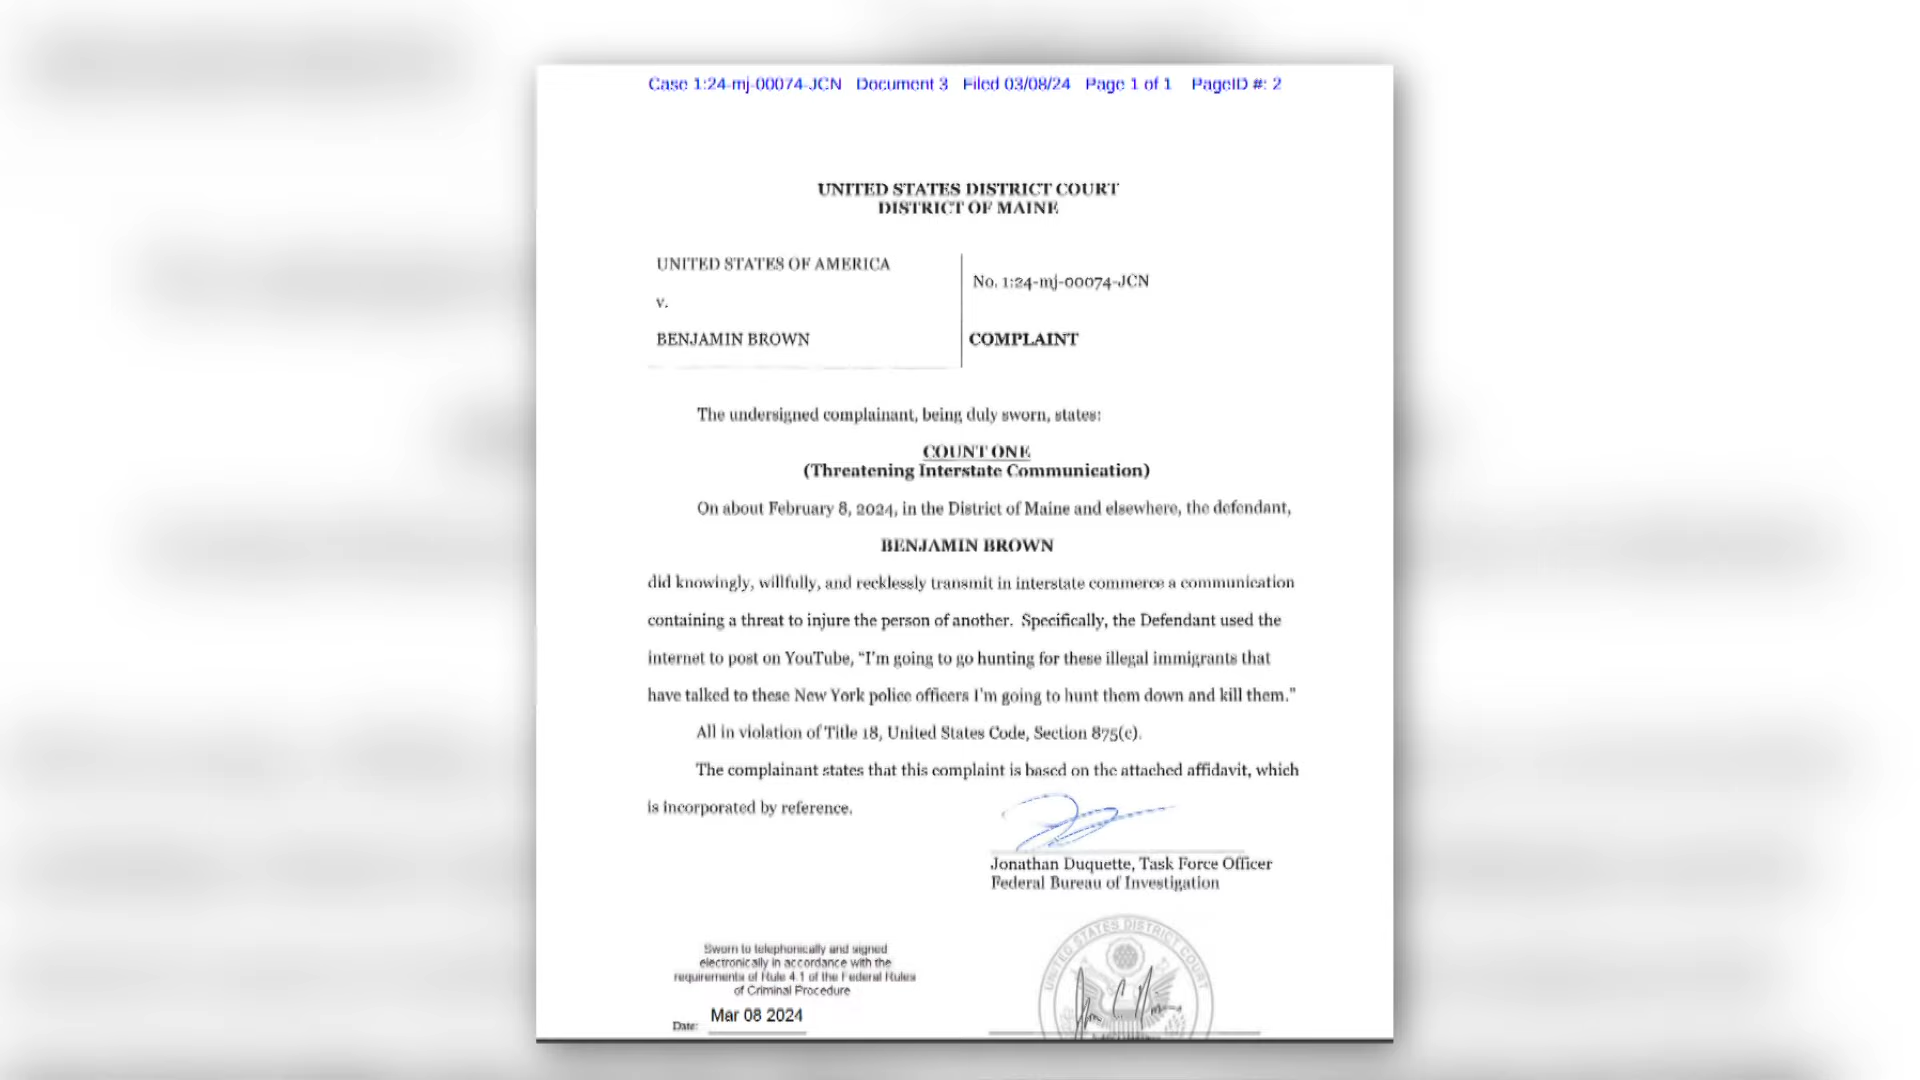 Case 1:24-mj-00074-JCN Document 3 Filed 03/08/24 Page 1 of 1 PageID #: 2
UNITED STATES DISTRICT COURT
DISTRICT OF MAINE
UNITED STATES OF AMERICA
v.
BENJAMIN BROWN
No. 1:24-mj-00074-JCN
COMPLAINT
The undersigned complainant, being duly sworn, states:
COUNT ONE
(Threatening Interstate Communication)
On about February 8, 2024, in the District of Maine and elsewhere, the defendant,
BENJAMIN BROWN
did knowingly, willfully, and recklessly transmit in interstate commerce a communication
containing a threat to injure the person of another. Specifically, the Defendant used the
internet to post on YouTube, “I'm going to go hunting for these illegal immigrants that
have talked to these New York police officers I'm going to hunt them down and kill them.”
All in violation of Title 18, United States Code, Section 875(c).
The complainant states that this complaint is based on the attached affidavit, which
is incorporated by reference.
Jonathan Duquette, Task Force Officer
Federal Bureau of Investigation
Sworn to telephonically and signed
electronically in accordance with the
requirements of Rule 4.1 of the Federal Rules
of Criminal Procedure
Date: Mar 08 2024
UNITED STATES DISTRICT COURT